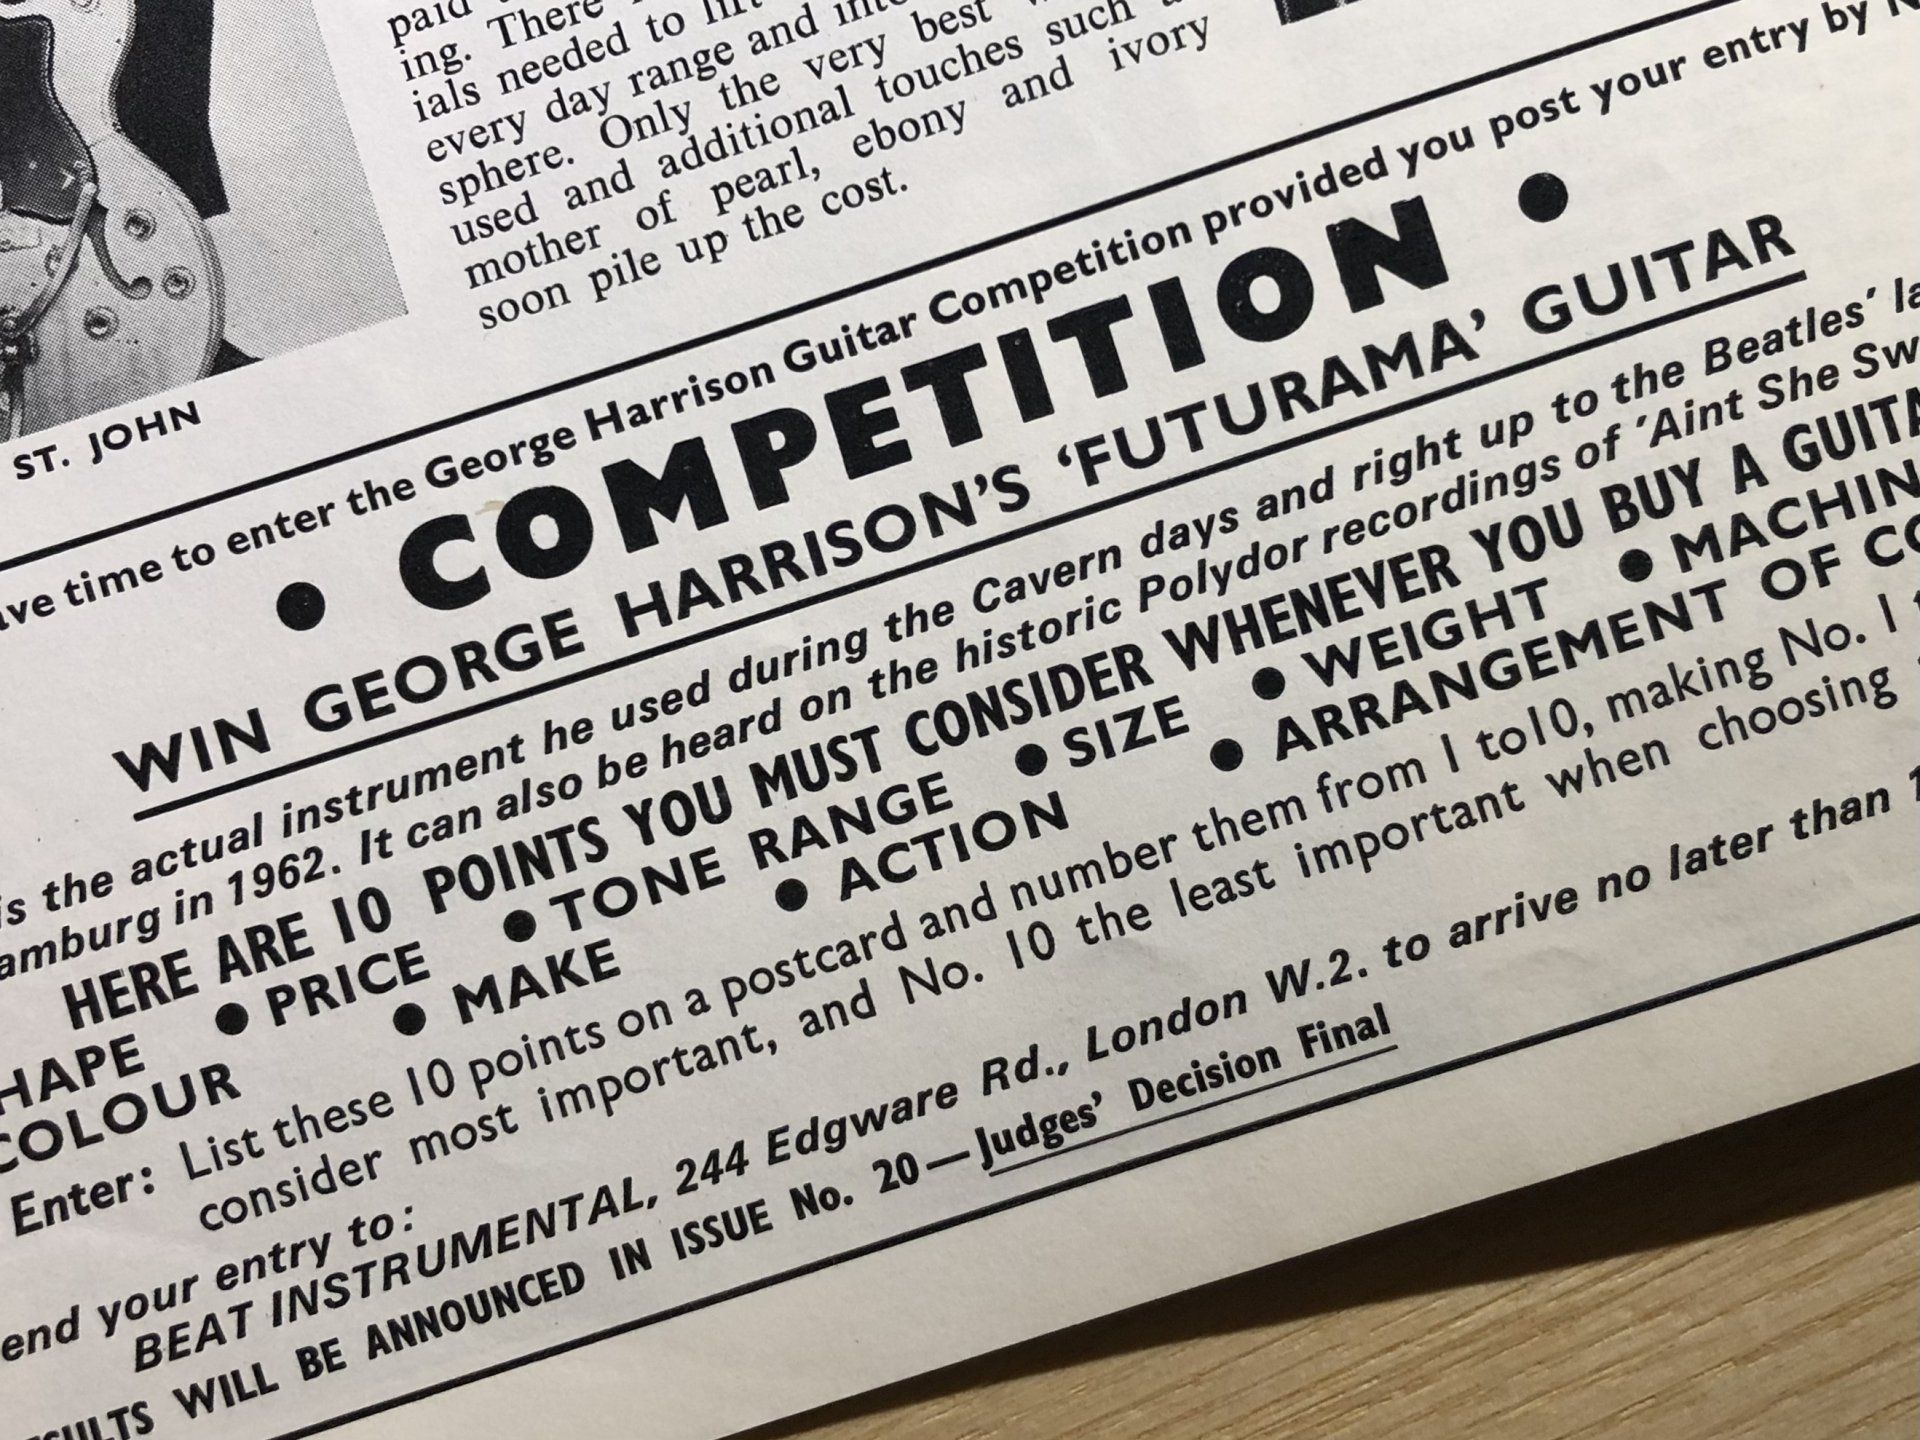 paid
ing. There
ials needed to lift
every day range and into
sphere. Only the very best
used and additional touches such
mother of pearl, ebony and ivory
soon pile up the cost.
ST. JOHN
ave time to enter the George Harrison Guitar Competition provided you post your entry by
• COMPETITION •
WIN GEORGE HARRISON'S 'FUTURAMA' GUITAR
is the actual instrument he used during the Cavern days and right up to the Beatles' la
amburg in 1962. It can also be heard on the historic Polydor recordings of 'Aint She Sw
HERE ARE 10 POINTS YOU MUST CONSIDER WHENEVER YOU BUY A GUITA
HAPE • PRICE • TONE RANGE • SIZE • WEIGHT • MACHIN
COLOUR • MAKE • ACTION • ARRANGEMENT OF CO
Enter: List these 10 points on a postcard and number them from 1 to10, making No. 1
consider most important, and No. 10 the least important when choosing
end your entry to:
BEAT INSTRUMENTAL, 244 Edgware Rd., London W.2. to arrive no later than 1
SULTS WILL BE ANNOUNCED IN ISSUE No. 20—Judges' Decision Final